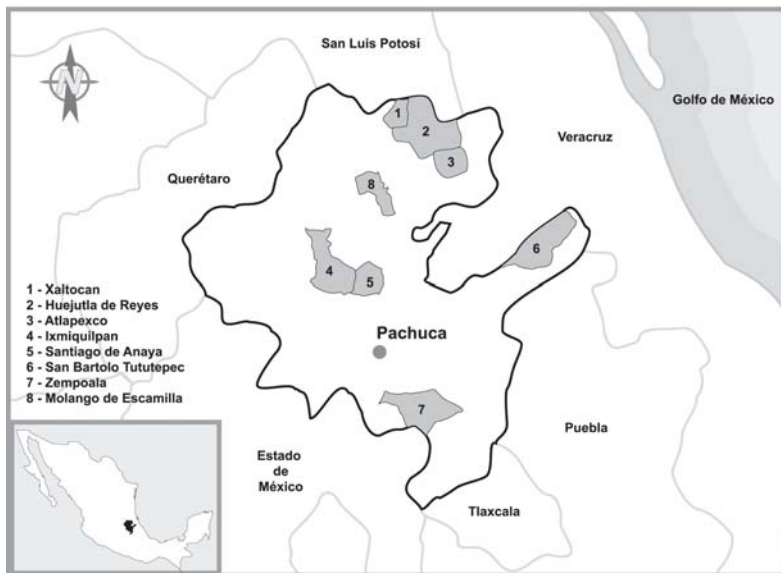 San Luis Potosí
N
Golfo de México
Veracruz
Querétaro
1
2
3
8
6
4
5
1 - Xaltocan
2 - Huejutla de Reyes
3 - Atlapexco
4 - Ixmiquilpan
5 - Santiago de Anaya
6 - San Bartolo Tututepec
7 - Zempoala
8 - Molango de Escamilla
Pachuca
7
Puebla
Estado
de
México
Tlaxcala